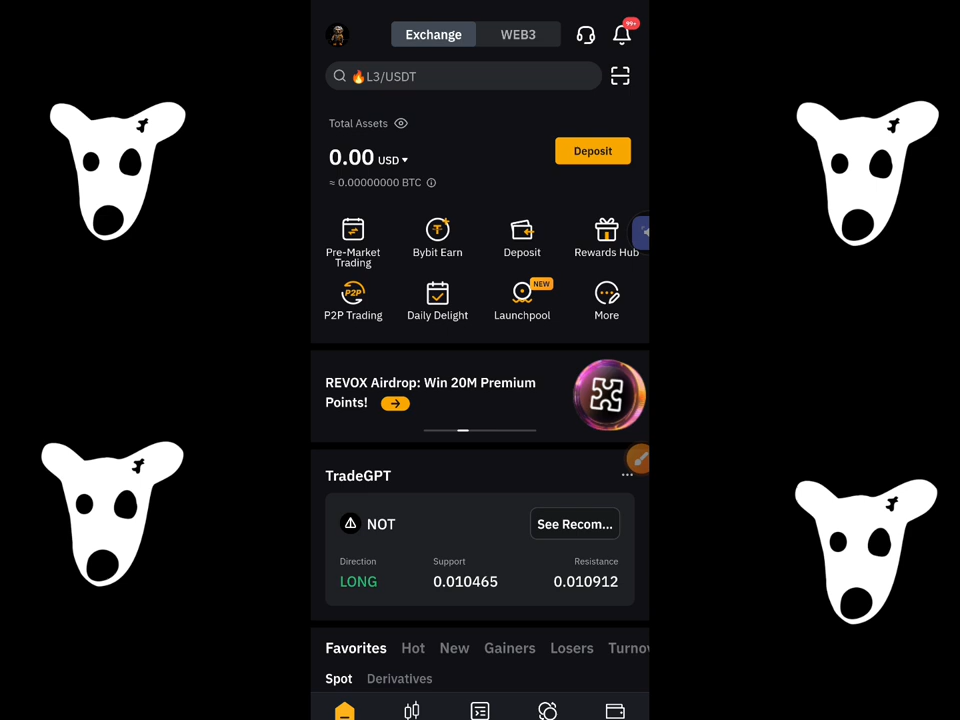 Exchange WEB3 99+
🔥L3/USDT
Total Assets
0.00 USD Deposit
≈ 0.00000000 BTC
Pre-Market Trading Bybit Earn Deposit Rewards Hub
NEW
P2P
P2P Trading Daily Delight Launchpool More
REVOX Airdrop: Win 20M Premium
Points!
TradeGPT
NOT See Recom...
Direction Support Resistance
LONG 0.010465 0.010912
Favorites Hot New Gainers Losers Turnov
Spot Derivatives